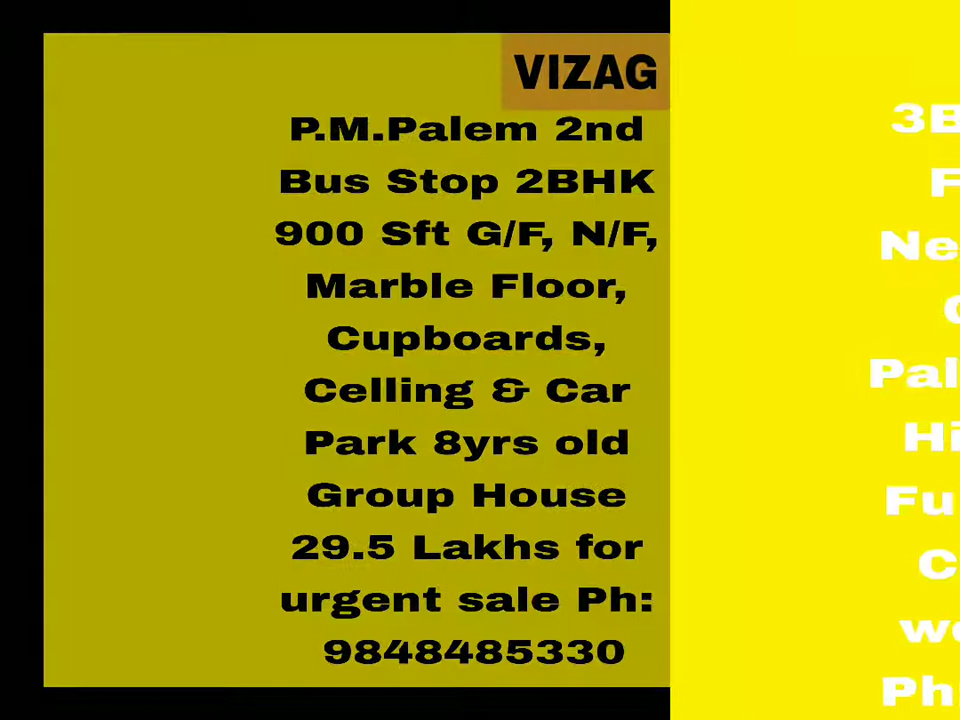 VIZAG
P.M.Palem 2nd
Bus Stop 2BHK
900 Sft G/F, N/F,
Marble Floor,
Cupboards,
Celling & Car
Park 8yrs old
Group House
29.5 Lakhs for
urgent sale Ph:
9848485330